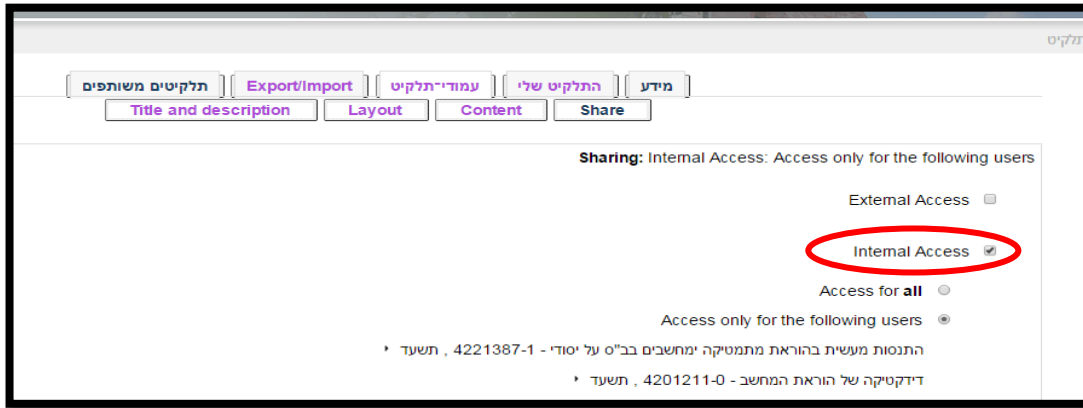 תלקיט
מידע התלקיט שלי עמודי־תלקיט Export/Import תלקיטים משותפים
Title and description Layout Content Share
Sharing: Internal Access: Access only for the following users
External Access
Internal Access
Access for all
Access only for the following users
התנסות מעשית בהוראת מתמטיקה ימחשבים בב"ס על יסודי - 4221387-1 , תשעד
דידקטיקה של הוראת המחשב - 4201211-0 , תשעד